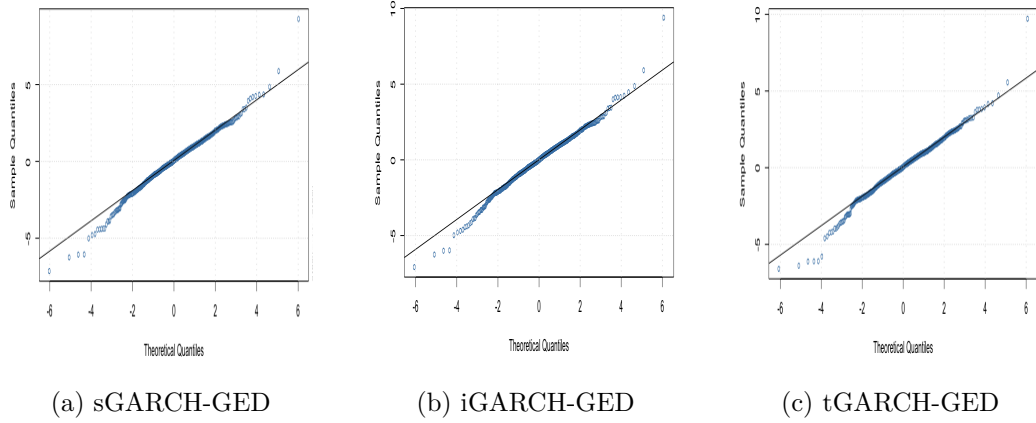 10
5
0
-5
Sample Quantiles
-6 -4 -2 0 2 4 6
Theoretical Quantiles
(a) sGARCH-GED
10
5
0
-5
Sample Quantiles
-6 -4 -2 0 2 4 6
Theoretical Quantiles
(b) iGARCH-GED
10
5
0
-5
Sample Quantiles
-6 -4 -2 0 2 4 6
Theoretical Quantiles
(c) tGARCH-GED